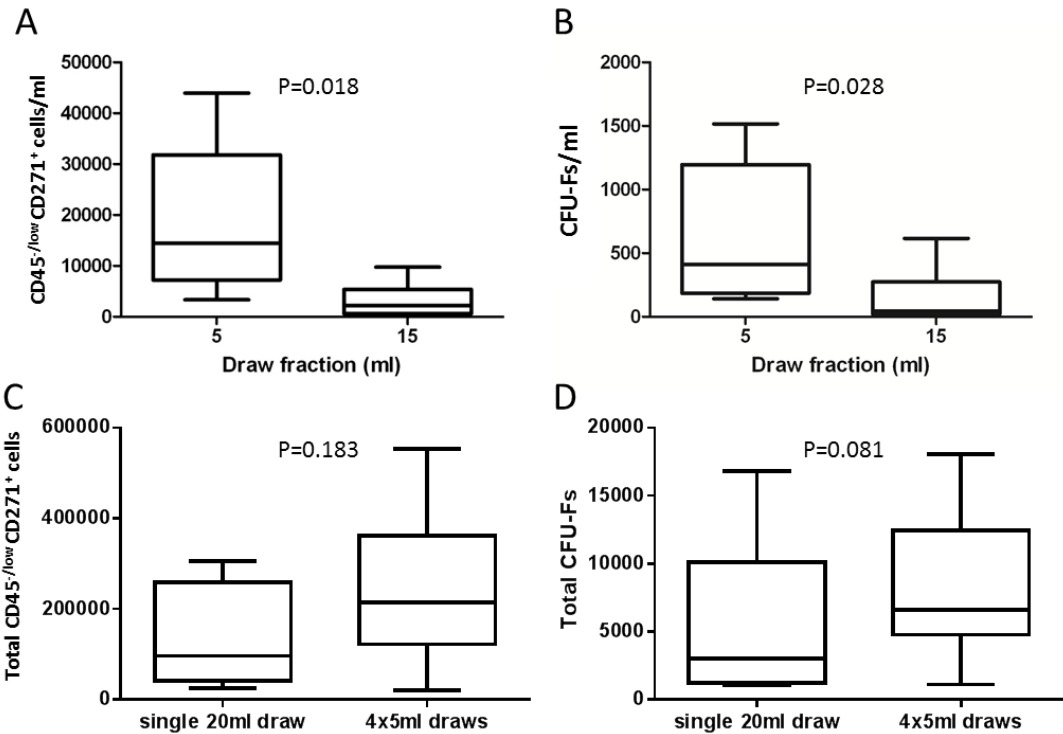 A
CD45-/low CD271+ cells/ml
50000
40000
30000
20000
10000
0
P=0.018
5
15
Draw fraction (ml)
B
CFU-Fs/ml
2000
1500
1000
500
0
P=0.028
5
15
Draw fraction (ml)
C
Total CD45-/low CD271+ cells
600000
400000
200000
0
P=0.183
single 20ml draw
4x5ml draws
D
Total CFU-Fs
20000
15000
10000
5000
0
P=0.081
single 20ml draw
4x5ml draws